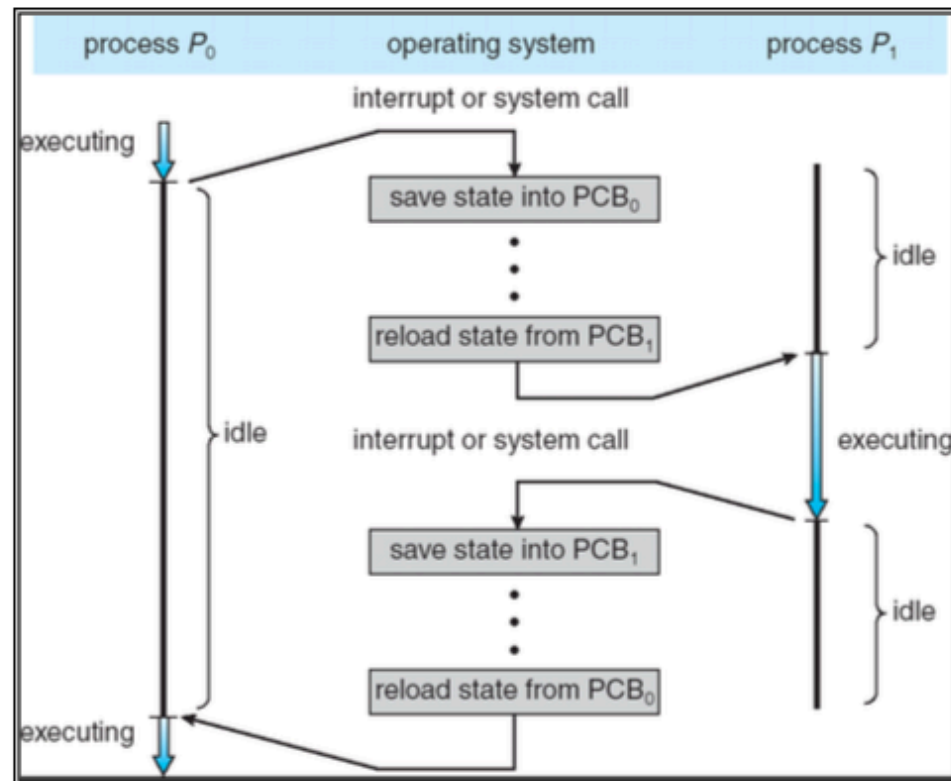 process P₀ operating system process P₁
interrupt or system call
executing
save state into PCB₀
idle
reload state from PCB₁
idle
interrupt or system call
executing
save state into PCB₁
idle
reload state from PCB₀
executing